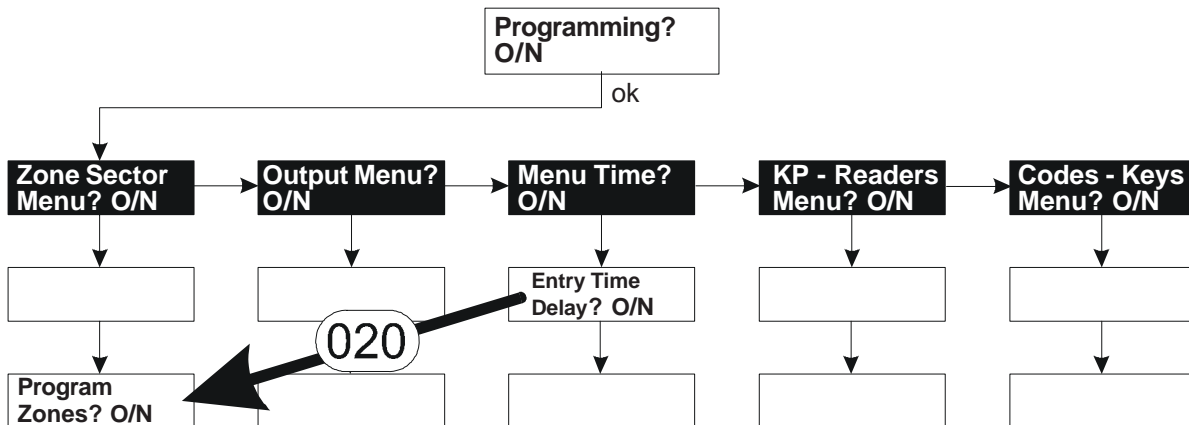 Programming?
O/N
ok
Zone Sector
Menu? O/N
Output Menu?
O/N
Menu Time?
O/N
KP - Readers
Menu? O/N
Codes - Keys
Menu? O/N
Entry Time
Delay? O/N
020
Program
Zones? O/N